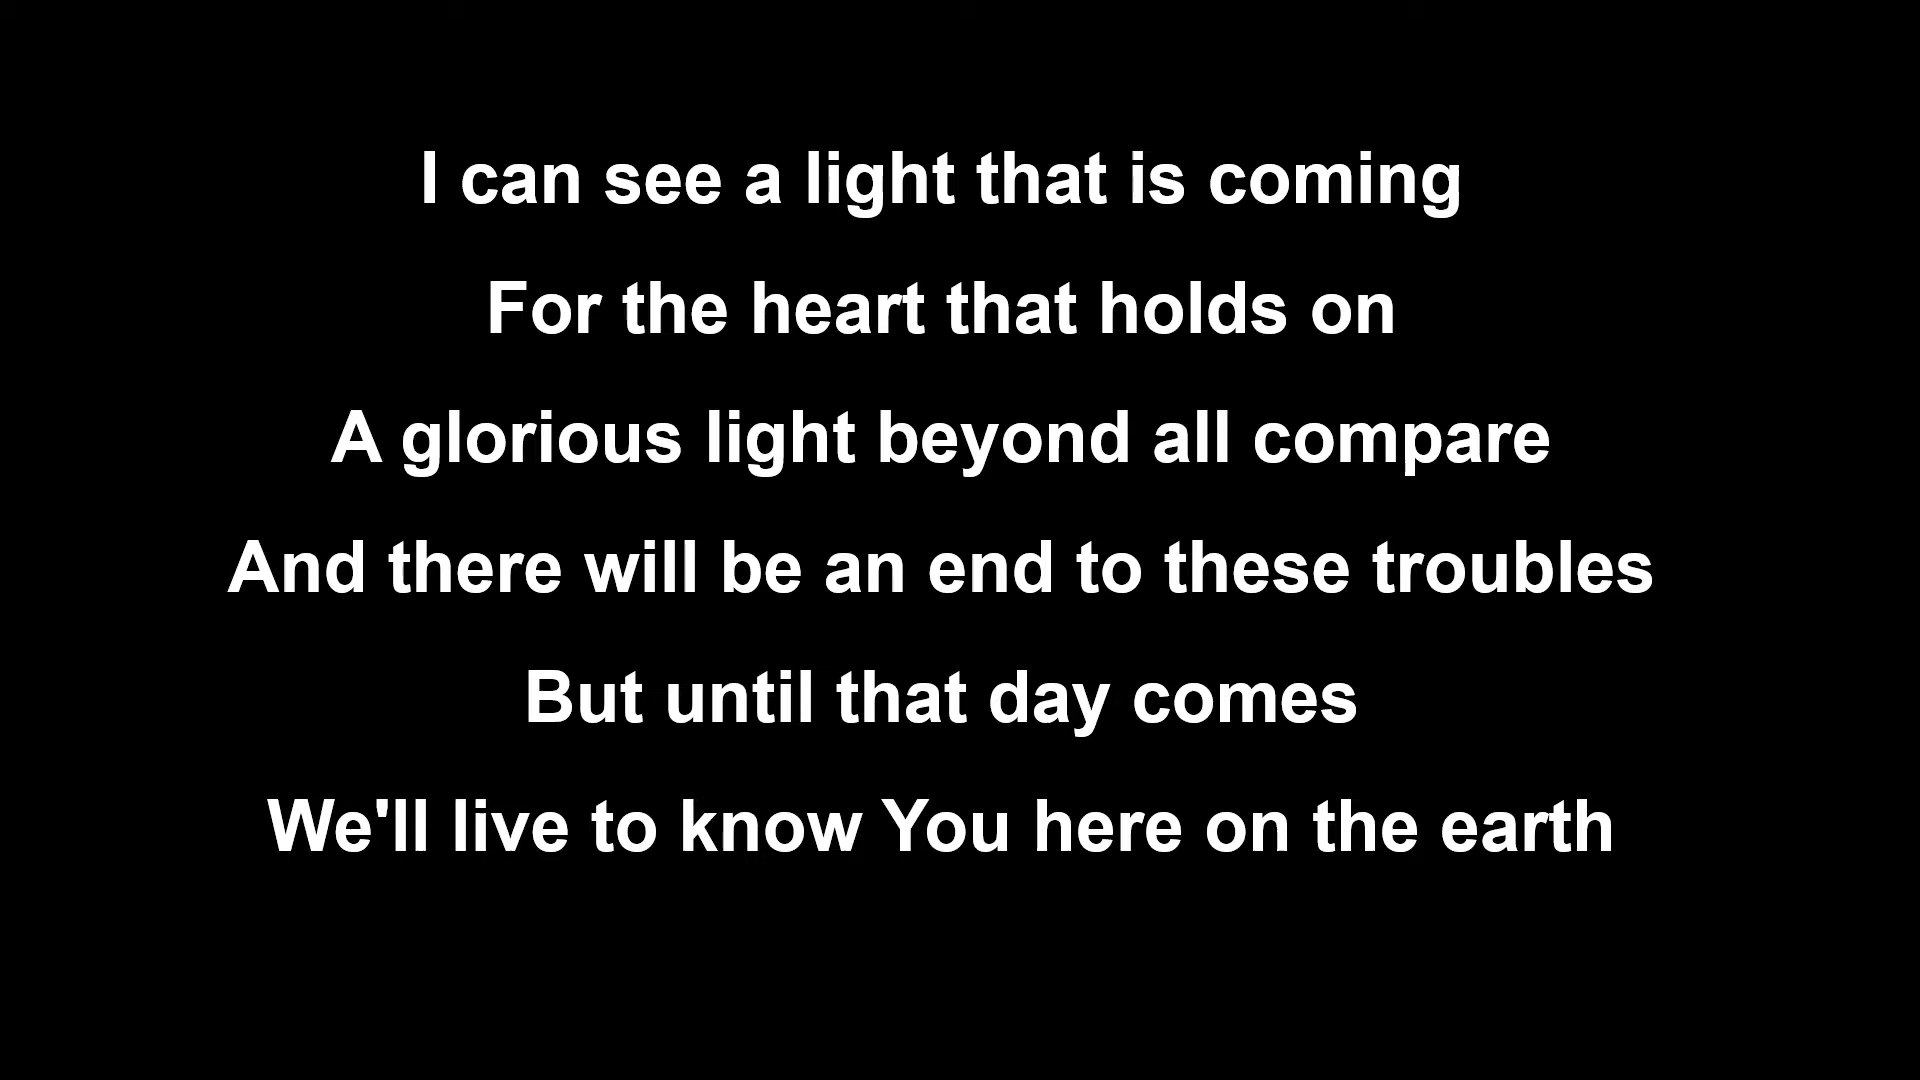 I can see a light that is coming
For the heart that holds on
A glorious light beyond all compare
And there will be an end to these troubles
But until that day comes
We'll live to know You here on the earth